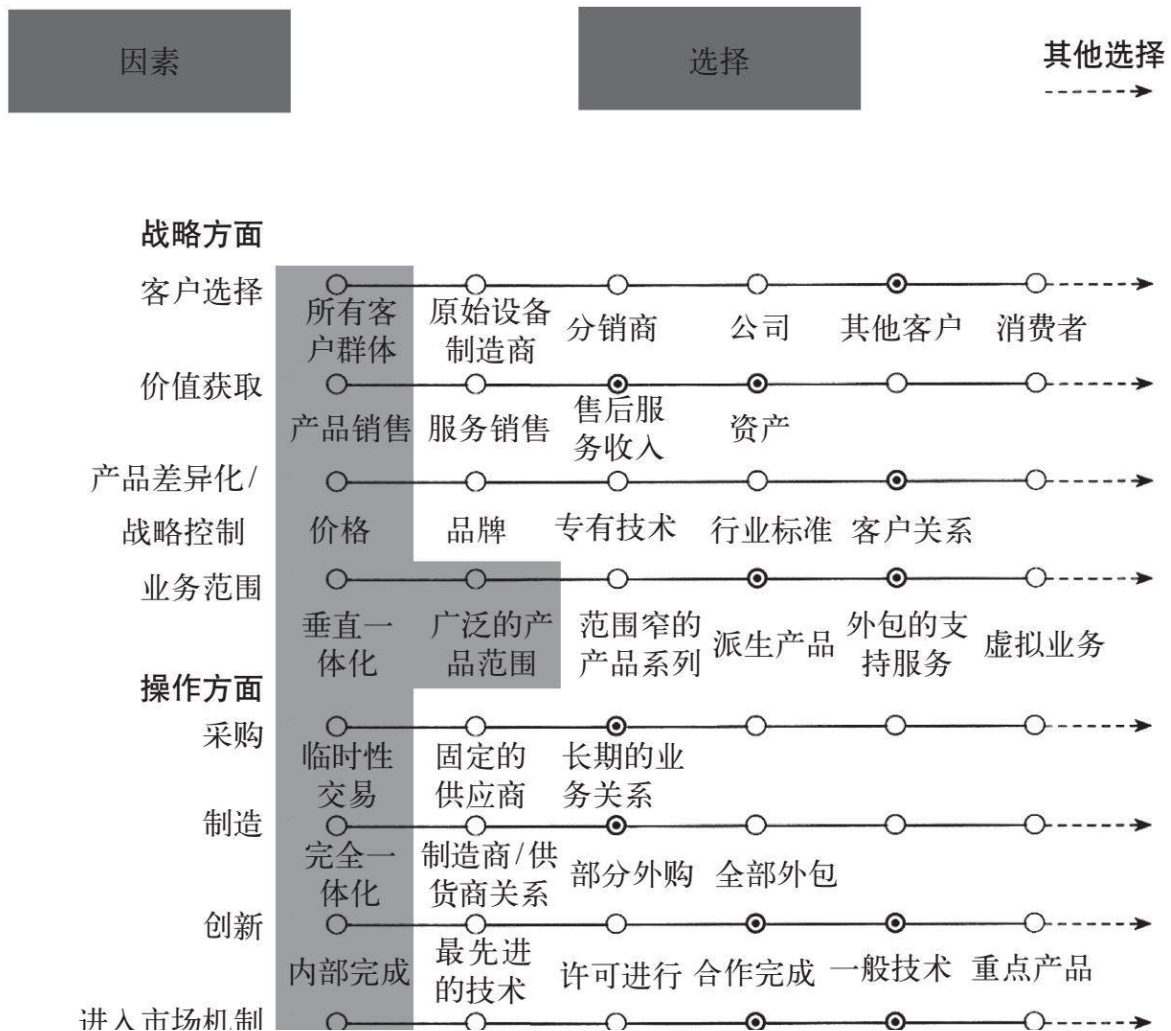 因素
选择
其他选择
战略方面
客户选择
所有客
户群体
原始设备
制造商
分销商
公司
其他客户
消费者
价值获取
产品销售
服务销售
售后服
务收入
资产
产品差异化/
战略控制
价格
品牌
专有技术
行业标准
客户关系
业务范围
垂直一
体化
广泛的产
品范围
范围窄的
产品系列
派生产品
外包的支
持服务
虚拟业务
操作方面
采购
临时性
交易
固定的
供应商
长期的业
务关系
制造
完全一
体化
制造商/供
货商关系
部分外购
全部外包
创新
内部完成
最先进
的技术
许可进行
合作完成
一般技术
重点产品
进入市场机制